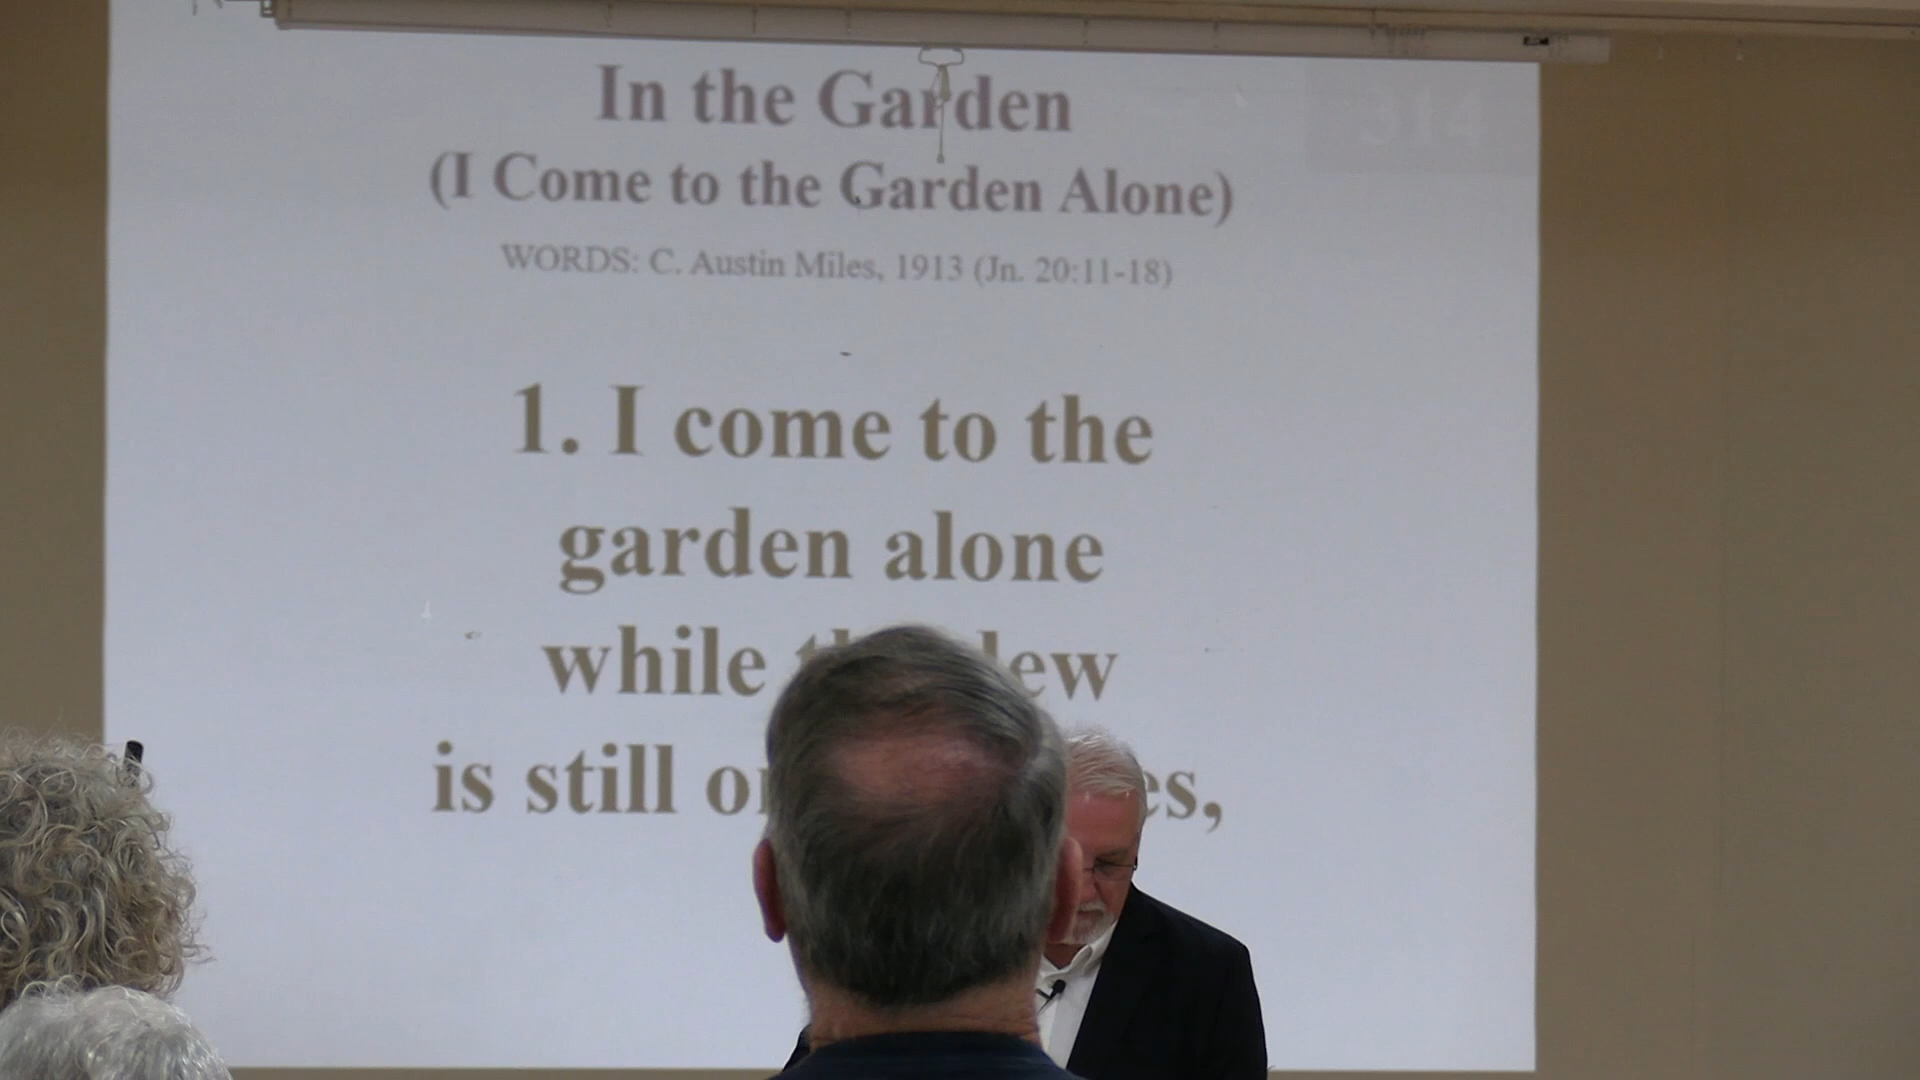 314
In the Garden
(I Come to the Garden Alone)
WORDS: C. Austin Miles, 1913 (Jn. 20:11-18)
1. I come to the
garden alone
while
is still